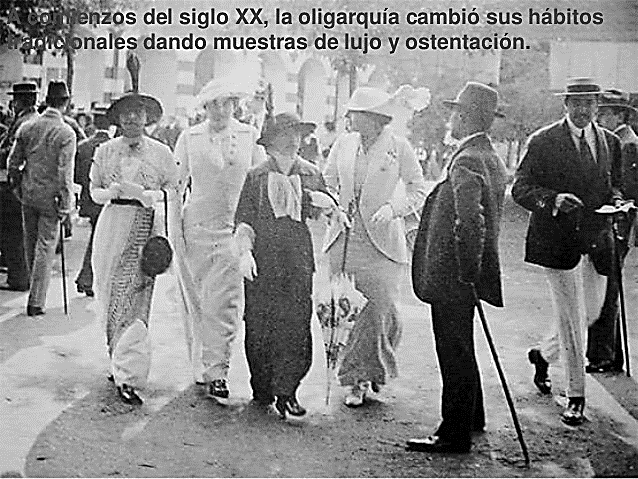 A comienzos del siglo XX, la oligarquía cambió sus hábitos
tradicionales dando muestras de lujo y ostentación.